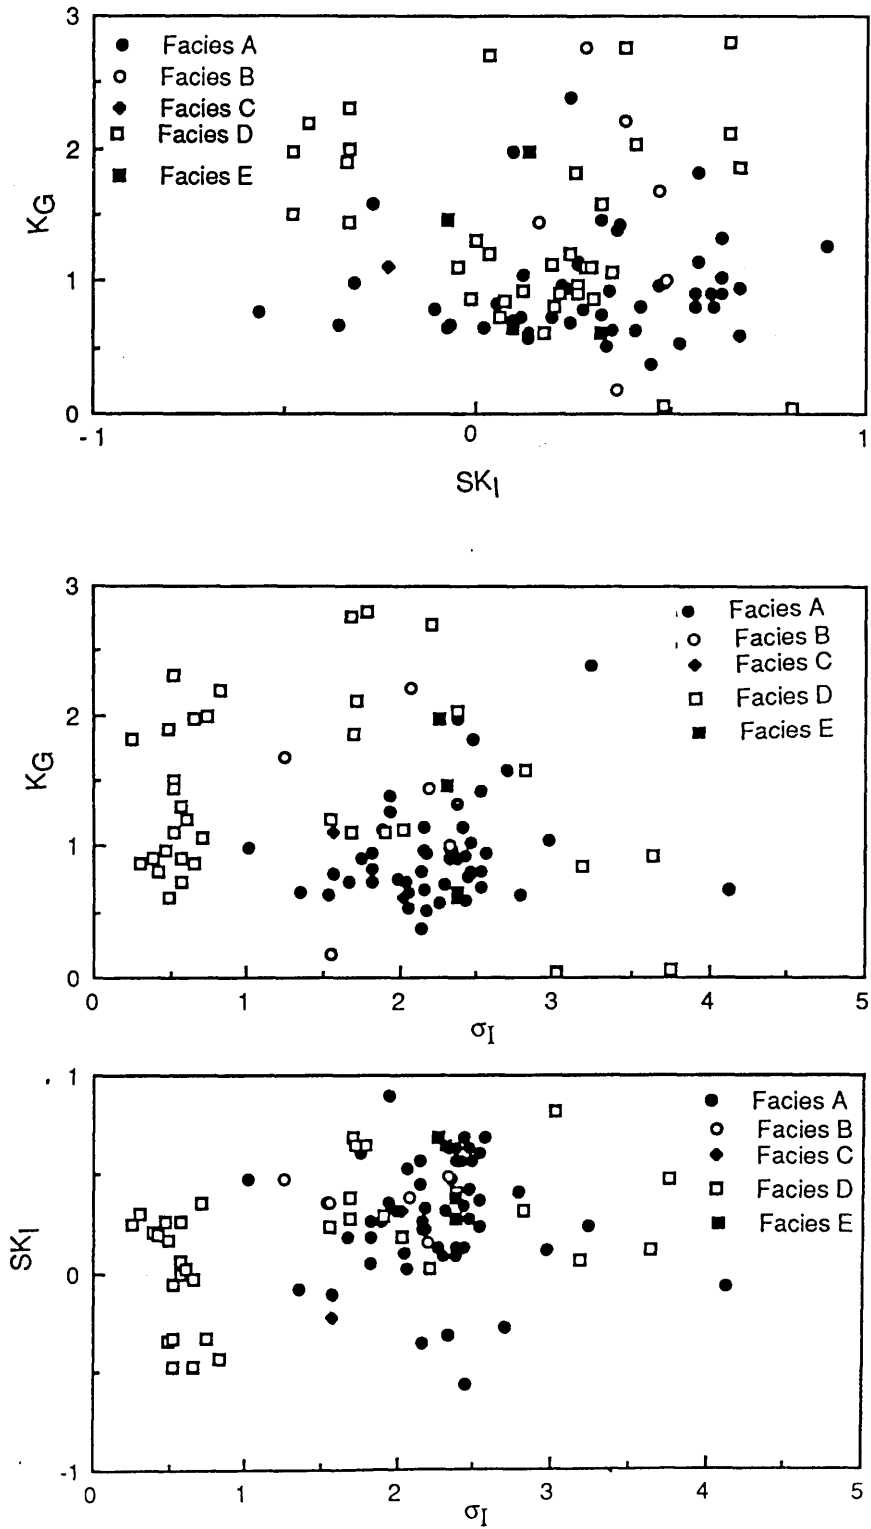 3
Facies A
Facies B
Facies C
Facies D
Facies E
2
KG
1
0
-1
0
1
SKI
3
Facies A
Facies B
Facies C
Facies D
Facies E
2
KG
1
0
0
1
2
3
4
5
σI
1
Facies A
Facies B
Facies C
Facies D
Facies E
SKI
0
-1
0
1
2
3
4
5
σI